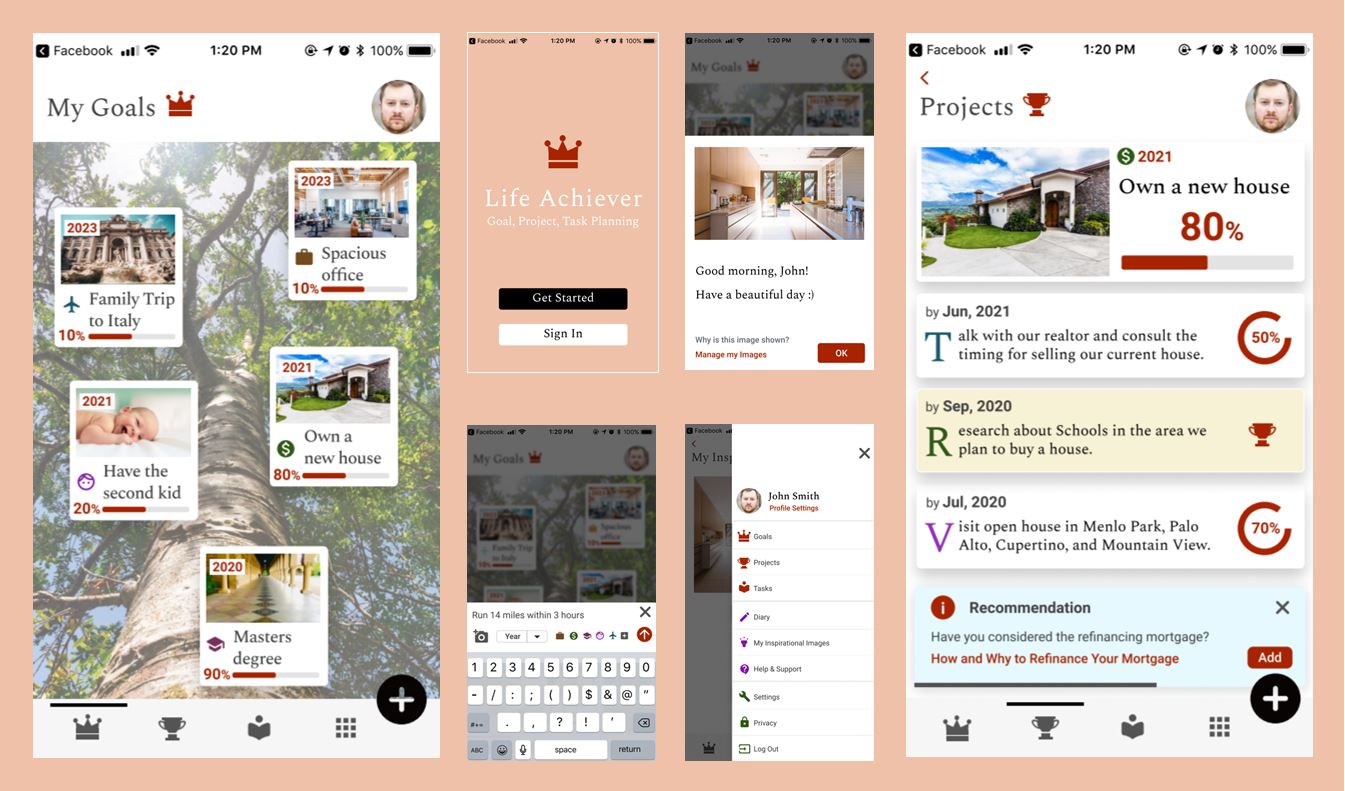 Facebook
1:20 PM
100%
My Goals
2023
Spacious
office
10%
2023
Family Trip
to Italy
10%
2021
Own a
new house
80%
2021
Have the
second kid
20%
2020
Masters
degree
90%
Facebook
1:20 PM
100%
Life Achiever
Goal, Project, Task Planning
Get Started
Sign In
Facebook
1:20 PM
100%
My Goals
2023
Good morning, John!
Have a beautiful day :)
Why is this image shown?
Manage my Images
OK
Facebook
1:20 PM
100%
My Goals
2023
2023
Spacious
office
10%
Family Trip
to Italy
10%
2021
Run 14 miles within 3 hours
Year
1 2 3 4 5 6 7 8 9 0
- / : ; ( ) $ & @ "
#+= . , ? ! '
ABC space return
Facebook
My Insp
John Smith
Profile Settings
Goals
Projects
Tasks
Diary
My Inspirational Images
Help & Support
Settings
Privacy
Log Out
Facebook
1:20 PM
100%
Projects
$ 2021
Own a new house
80%
by Jun, 2021
Talk with our realtor and consult the
timing for selling our current house.
50%
by Sep, 2020
Research about Schools in the area we
plan to buy a house.
by Jul, 2020
Visit open house in Menlo Park, Palo
Alto, Cupertino, and Mountain View.
70%
i Recommendation
Have you considered the refinancing mortgage?
How and Why to Refinance Your Mortgage
Add